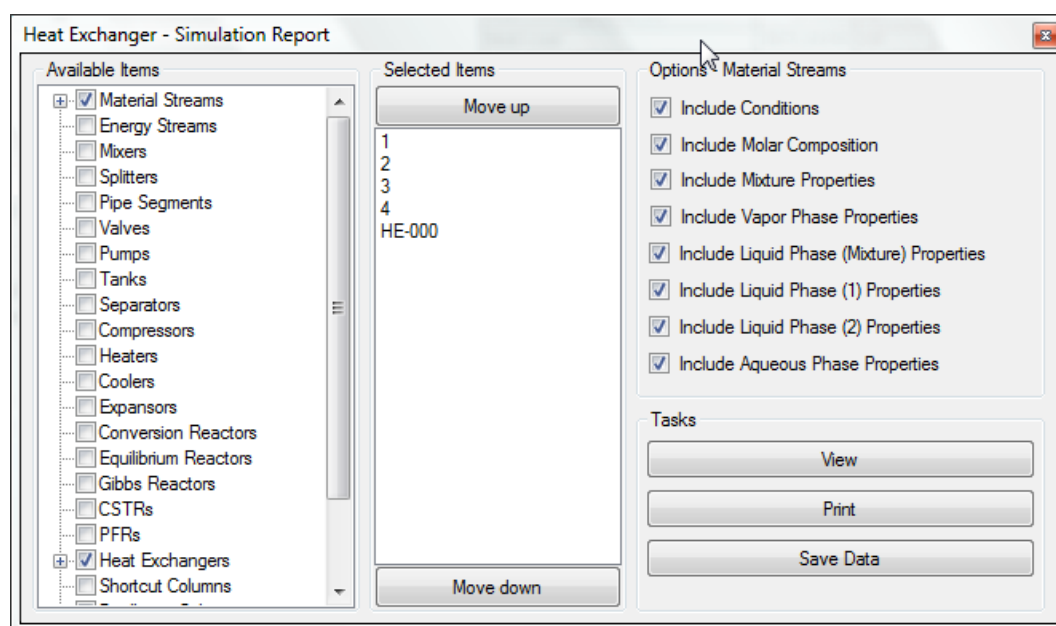 Heat Exchanger - Simulation Report
Available Items
Material Streams
Energy Streams
Mixers
Splitters
Pipe Segments
Valves
Pumps
Tanks
Separators
Compressors
Heaters
Coolers
Expansors
Conversion Reactors
Equilibrium Reactors
Gibbs Reactors
CSTRs
PFRs
Heat Exchangers
Shortcut Columns
Selected Items
Move up
1
2
3
4
HE-000
Move down
Options - Material Streams
Include Conditions
Include Molar Composition
Include Mixture Properties
Include Vapor Phase Properties
Include Liquid Phase (Mixture) Properties
Include Liquid Phase (1) Properties
Include Liquid Phase (2) Properties
Include Aqueous Phase Properties
Tasks
View
Print
Save Data